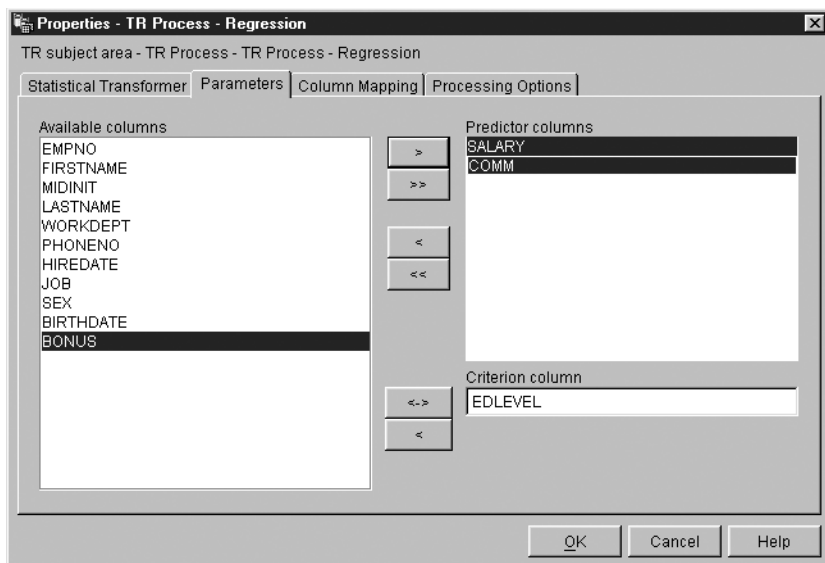 Properties - TR Process - Regression
TR subject area - TR Process - TR Process - Regression
Statistical Transformer Parameters Column Mapping Processing Options
Available columns
EMPNO
FIRSTNAME
MIDINIT
LASTNAME
WORKDEPT
PHONENO
HIREDATE
JOB
SEX
BIRTHDATE
BONUS
>
>>
<
<<
<->
<
Predictor columns
SALARY
COMM
Criterion column
EDLEVEL
OK Cancel Help